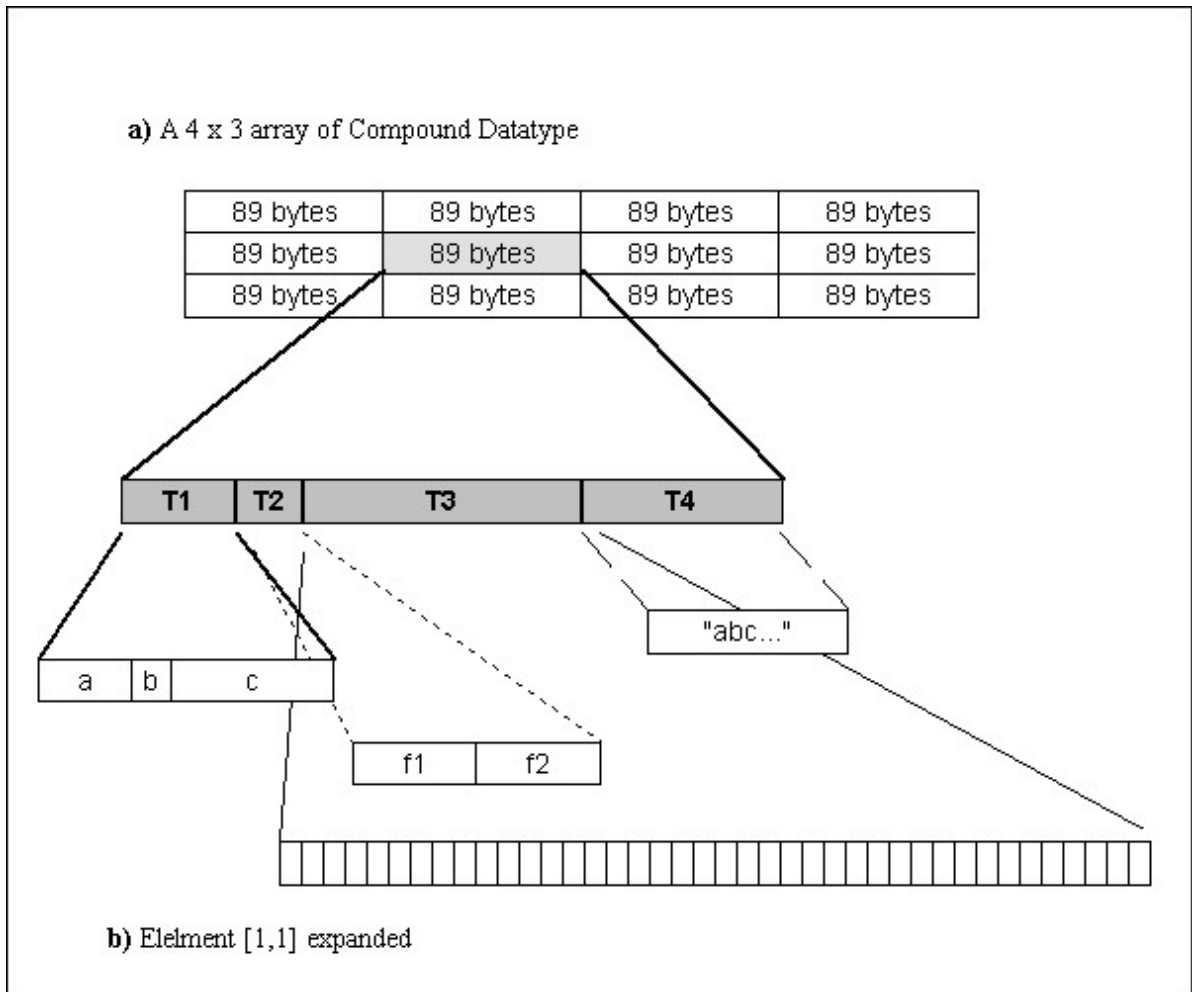 a) A 4 x 3 array of Compound Datatype
89 bytes 89 bytes 89 bytes 89 bytes
89 bytes 89 bytes 89 bytes 89 bytes
89 bytes 89 bytes 89 bytes 89 bytes
T1 T2 T3 T4
"abc..."
a b c
f1 f2
b) Elelment [1,1] expanded